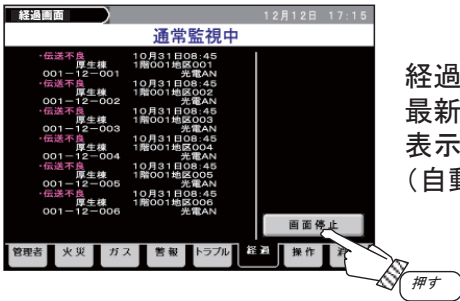 経過画面
12月12日 17:15
通常監視中
・伝送不良 10月31日08:45
厚生棟 1階001地区001
001-12-001 光電AN
・伝送不良 10月31日08:45
厚生棟 1階001地区002
001-12-002 光電AN
・伝送不良 10月31日08:45
厚生棟 1階001地区003
001-12-003 光電AN
・伝送不良 10月31日08:45
厚生棟 1階001地区004
001-12-004 光電AN
・伝送不良 10月31日08:45
厚生棟 1階001地区005
001-12-005 光電AN
・伝送不良 10月31日08:45
厚生棟 1階001地区006
001-12-006 光電AN
画面停止
管理者 火災 ガス 警報 トラブル 経過 操作
押す
経過
最新
表示
(自動